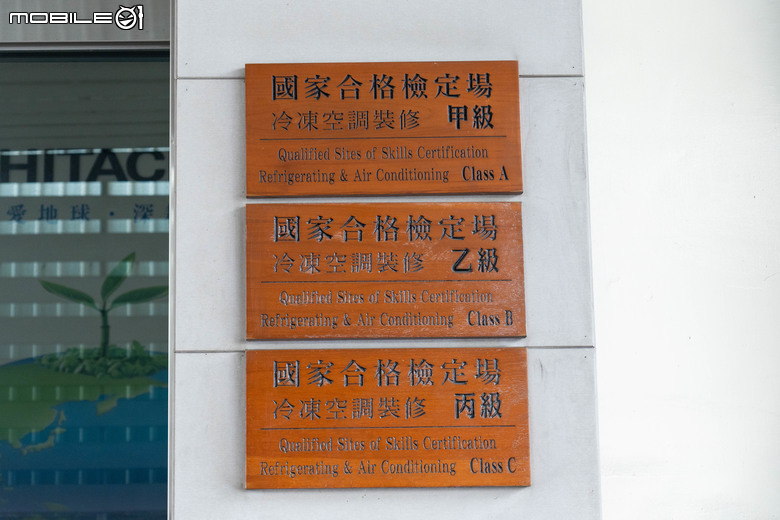 mobile01
HITAC
愛地球・深
國家合格檢定場
冷凍空調裝修 甲級
Qualified Sites of Skills Certification
Refrigerating & Air Conditioning Class A
國家合格檢定場
冷凍空調裝修 乙級
Qualified Sites of Skills Certification
Refrigerating & Air Conditioning Class B
國家合格檢定場
冷凍空調裝修 丙級
Qualified Sites of Skills Certification
Refrigerating & Air Conditioning Class C